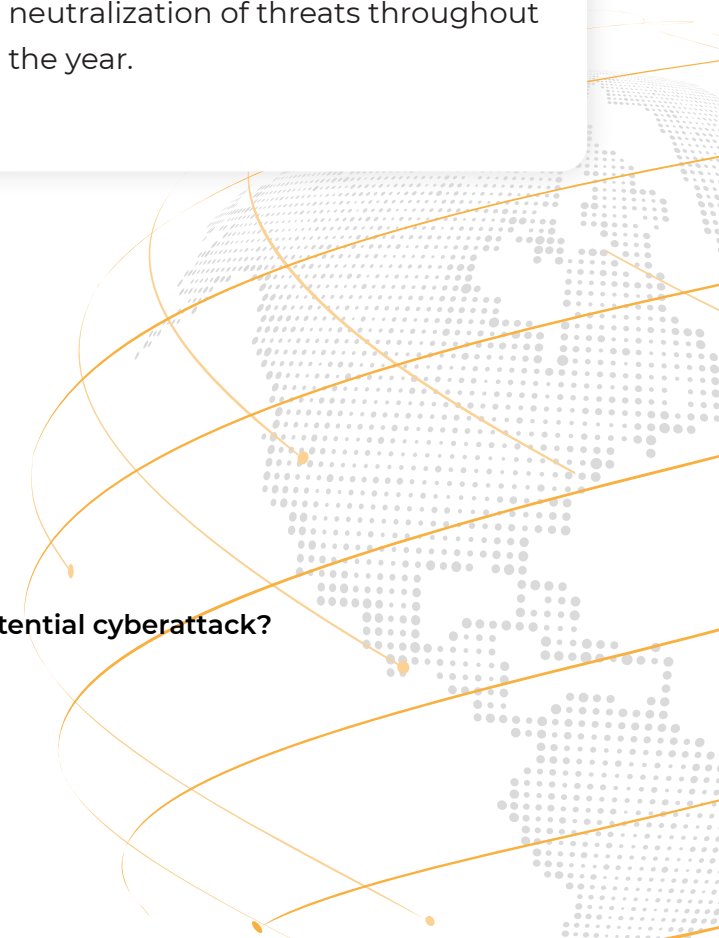 neutralization of threats throughout
the year.
tential cyberattack?